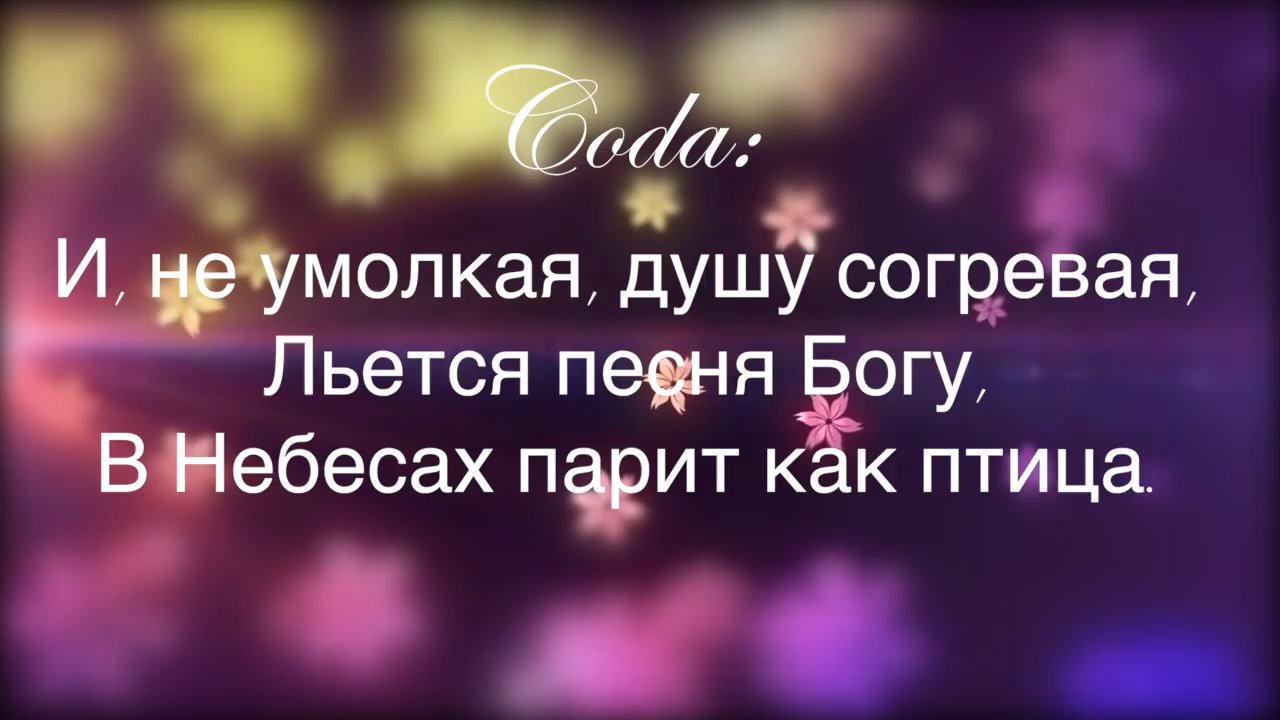 Coda:
И, не умолкая, душу согревая,
Льется песня Богу,
В Небесах парит как птица.